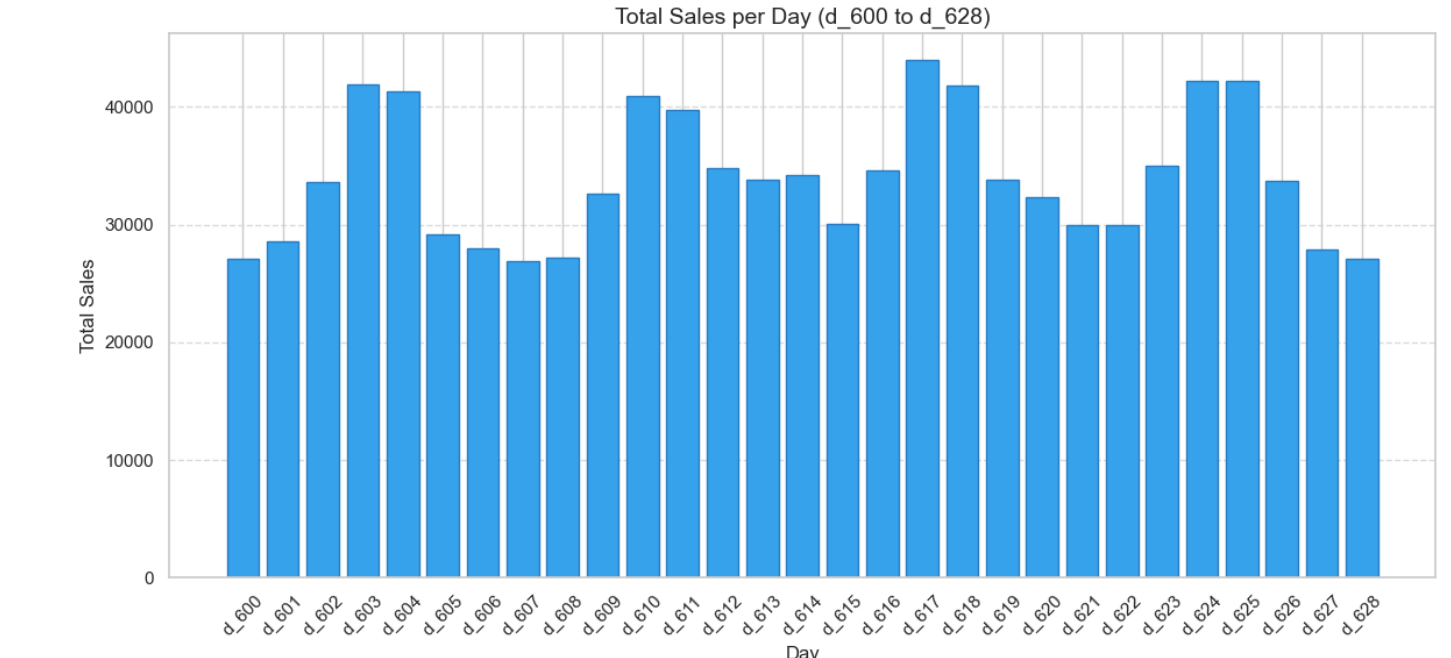 Total Sales per Day (d_600 to d_628)
Total Sales
40000
30000
20000
10000
0
d_600 d_601 d_602 d_603 d_604 d_605 d_606 d_607 d_608 d_609 d_610 d_611 d_612 d_613 d_614 d_615 d_616 d_617 d_618 d_619 d_620 d_621 d_622 d_623 d_624 d_625 d_626 d_627 d_628
Day